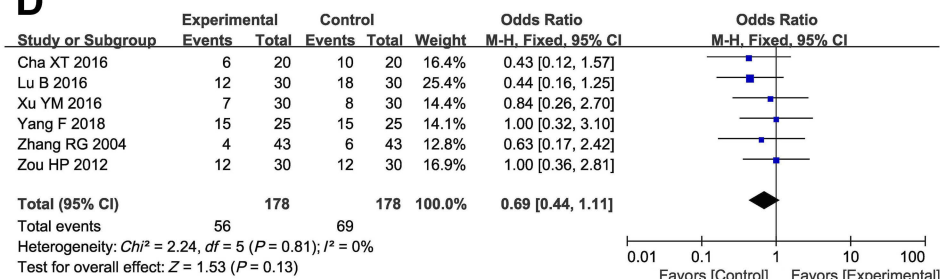 D
Experimental Control Odds Ratio Odds Ratio
Study or Subgroup Events Total Events Total Weight M-H, Fixed, 95% CI M-H, Fixed, 95% CI
Cha XT 2016 6 20 10 20 16.4% 0.43 [0.12, 1.57]
Lu B 2016 12 30 18 30 25.4% 0.44 [0.16, 1.25]
Xu YM 2016 7 30 8 30 14.4% 0.84 [0.26, 2.70]
Yang F 2018 15 25 15 25 14.1% 1.00 [0.32, 3.10]
Zhang RG 2004 4 43 6 43 12.8% 0.63 [0.17, 2.42]
Zou HP 2012 12 30 12 30 16.9% 1.00 [0.36, 2.81]
Total (95% CI) 178 178 100.0% 0.69 [0.44, 1.11]
Total events 56 69
Heterogeneity: Chi² = 2.24, df = 5 (P = 0.81); I² = 0%
Test for overall effect: Z = 1.53 (P = 0.13)
0.01 0.1 1 10 100
Favors [Control] Favors [Experimental]